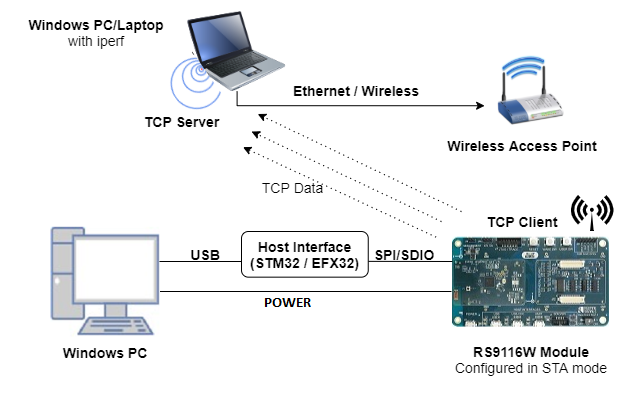 Windows PC/Laptop
with iperf
TCP Server
Ethernet / Wireless
Wireless Access Point
TCP Data
TCP Client
USB
Host Interface
(STM32 / EFX32)
SPI/SDIO
POWER
Windows PC
RS9116W Module
Configured in STA mode